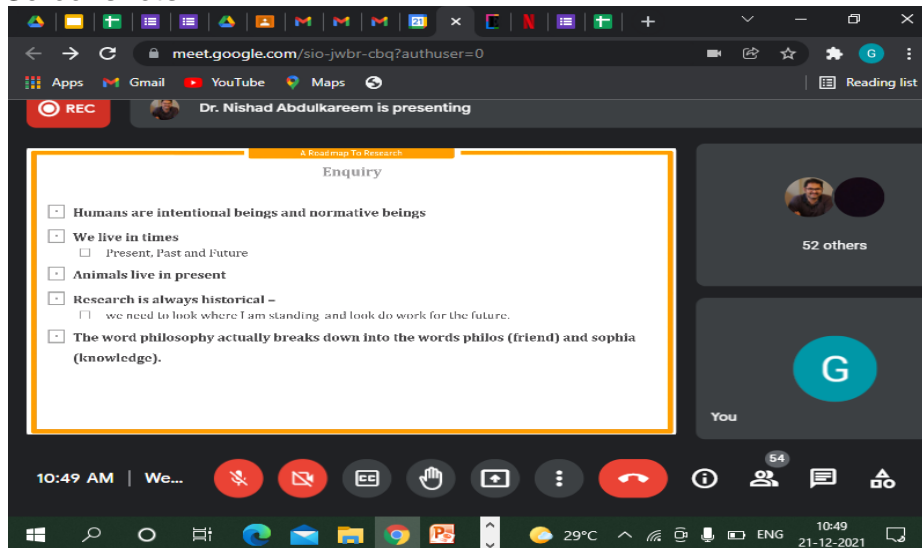 meet.google.com/sio-jwbr-cbq?authuser=0
G
Apps Gmail YouTube Maps Reading list
REC Dr. Nishad Abdulkareem is presenting
A Roadmap To Research
Enquiry
Humans are intentional beings and normative beings
We live in times
Present, Past and Future
Animals live in present
Research is always historical –
we need to look where I am standing and look do work for the future.
The word philosophy actually breaks down into the words philos (friend) and sophia
(knowledge).
52 others
G
You
10:49 AM | We... CC 54
29°C ENG 10:49
21-12-2021